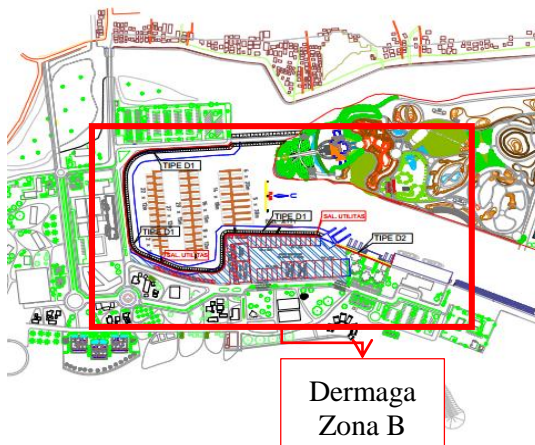 TIPE D1
TIPE D1
SAL. UTILITAS
TIPE D1
SAL. UTILITAS
TIPE D2
Dermaga
Zona B